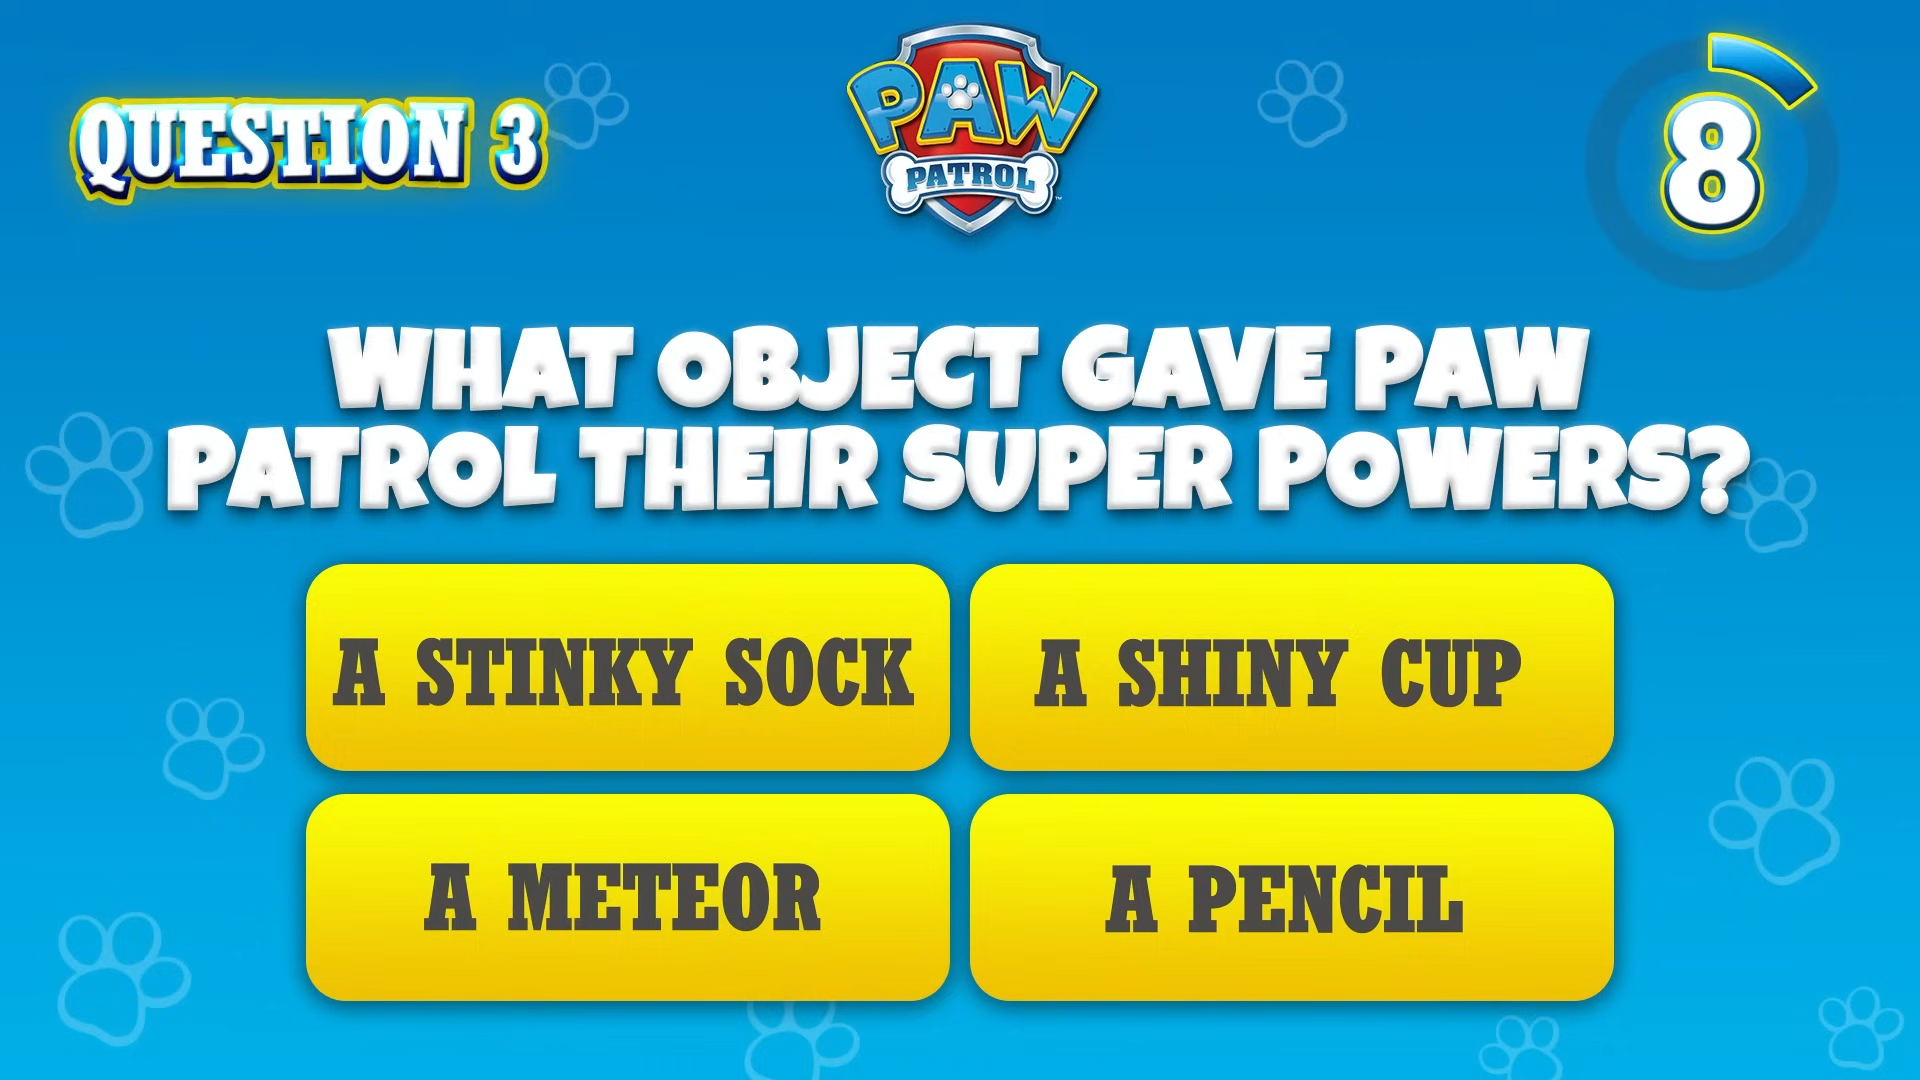 QUESTION 3
PAW
PATROL
™
8
WHAT OBJECT GAVE PAW
PATROL THEIR SUPER POWERS?
A STINKY SOCK
A SHINY CUP
A METEOR
A PENCIL